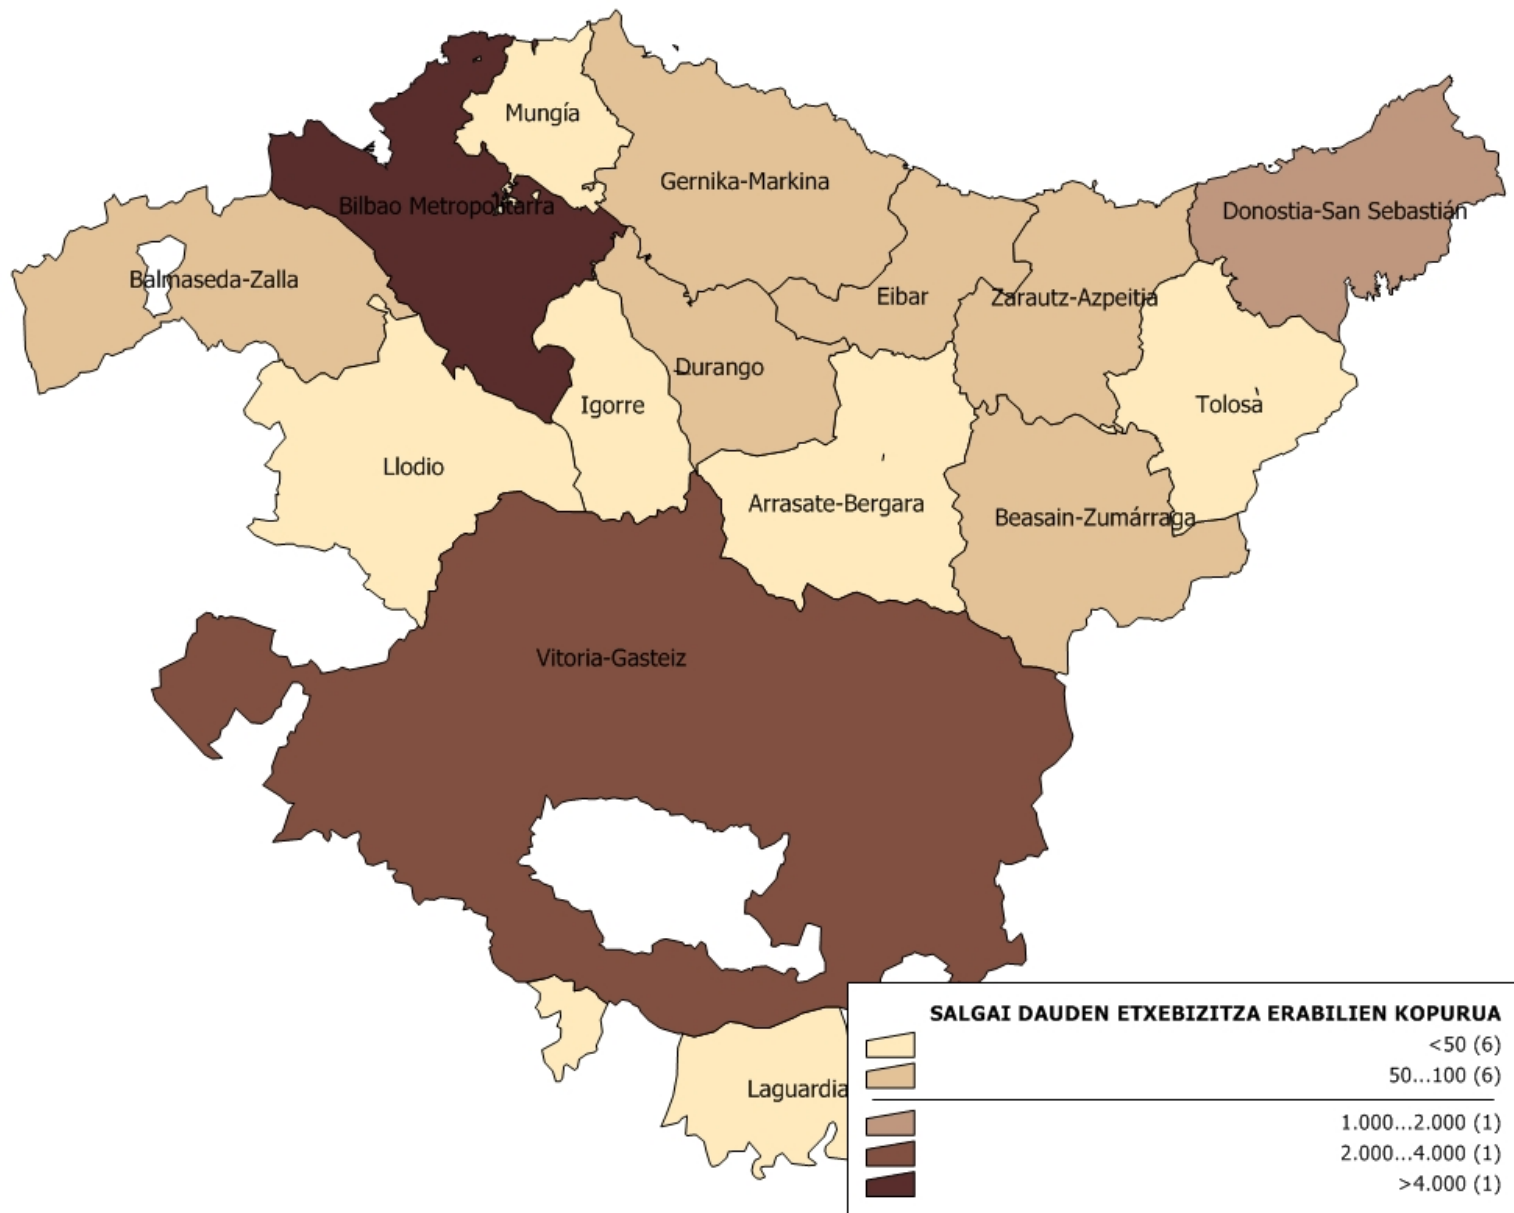 Mungía
Gernika-Markina
Bilbao Metropolitarra
Donostia-San Sebastián
Balmaseda-Zalla
Eibar
Zarautz-Azpeitia
Durango
Igorre
Tolosa
Llodio
Arrasate-Bergara
Beasain-Zumárraga
Vitoria-Gasteiz
Laguardia
SALGAI DAUDEN ETXEBIZITZA ERABILIEN KOPURUA
<50 (6)
50...100 (6)
1.000...2.000 (1)
2.000...4.000 (1)
>4.000 (1)